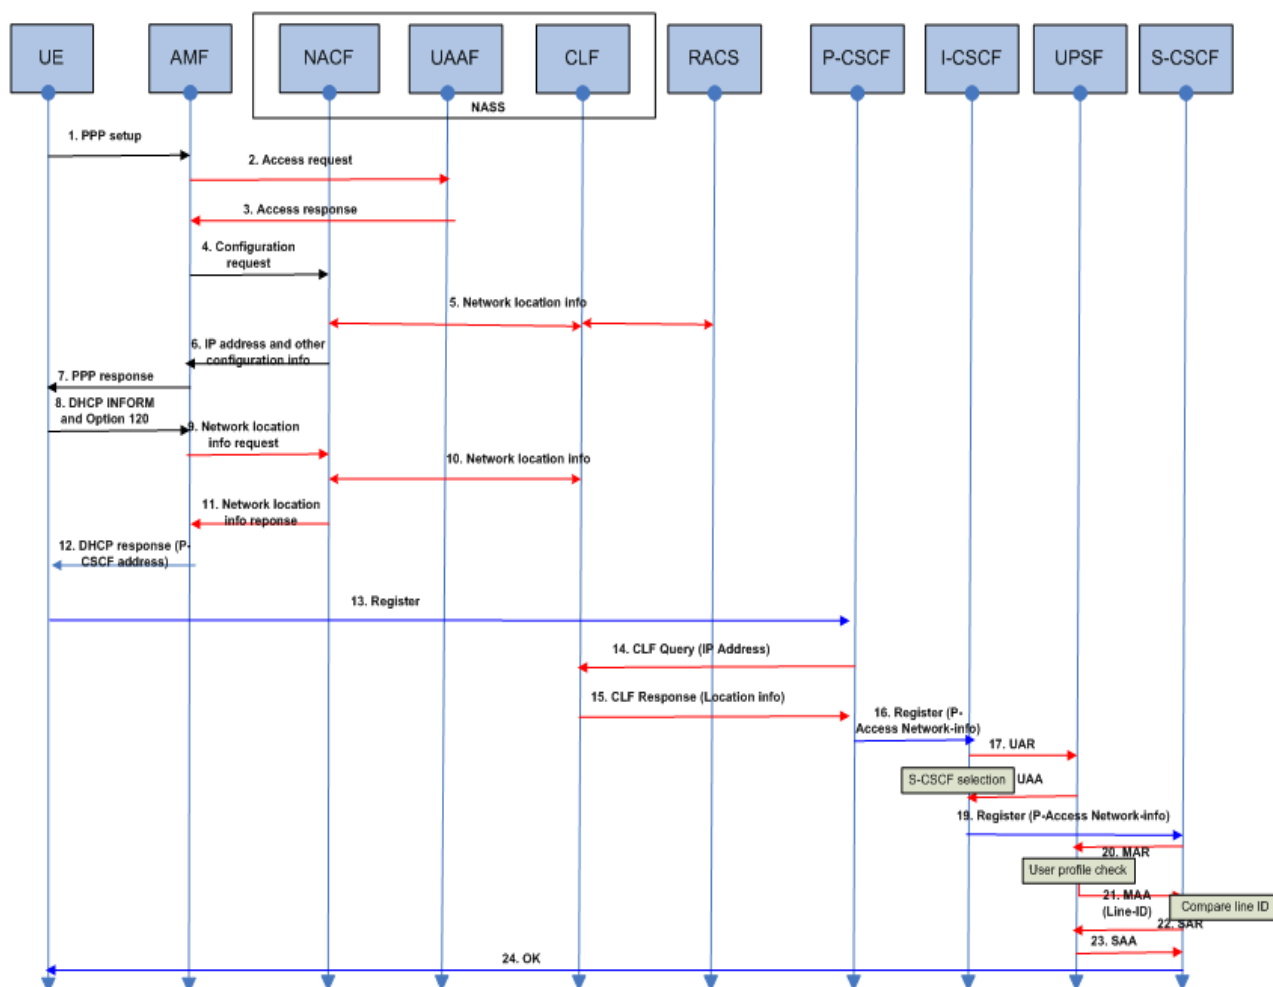 UE
AMF
NACF
UAAF
CLF
RACS
P-CSCF
I-CSCF
UPSF
S-CSCF
NASS
1. PPP setup
2. Access request
3. Access response
4. Configuration
request
5. Network location info
6. IP address and other
configuration info
7. PPP response
8. DHCP INFORM
and Option 120
9. Network location
info request
10. Network location info
11. Network location
info reponse
12. DHCP response (P-
CSCF address)
13. Register
14. CLF Query (IP Address)
15. CLF Response (Location info)
16. Register (P-
Access Network-info)
17. UAR
S-CSCF selection
UAA
19. Register (P-Access Network-info)
20. MAR
User profile check
21. MAA
(Line-ID)
Compare line ID
22. SAR
23. SAA
24. OK